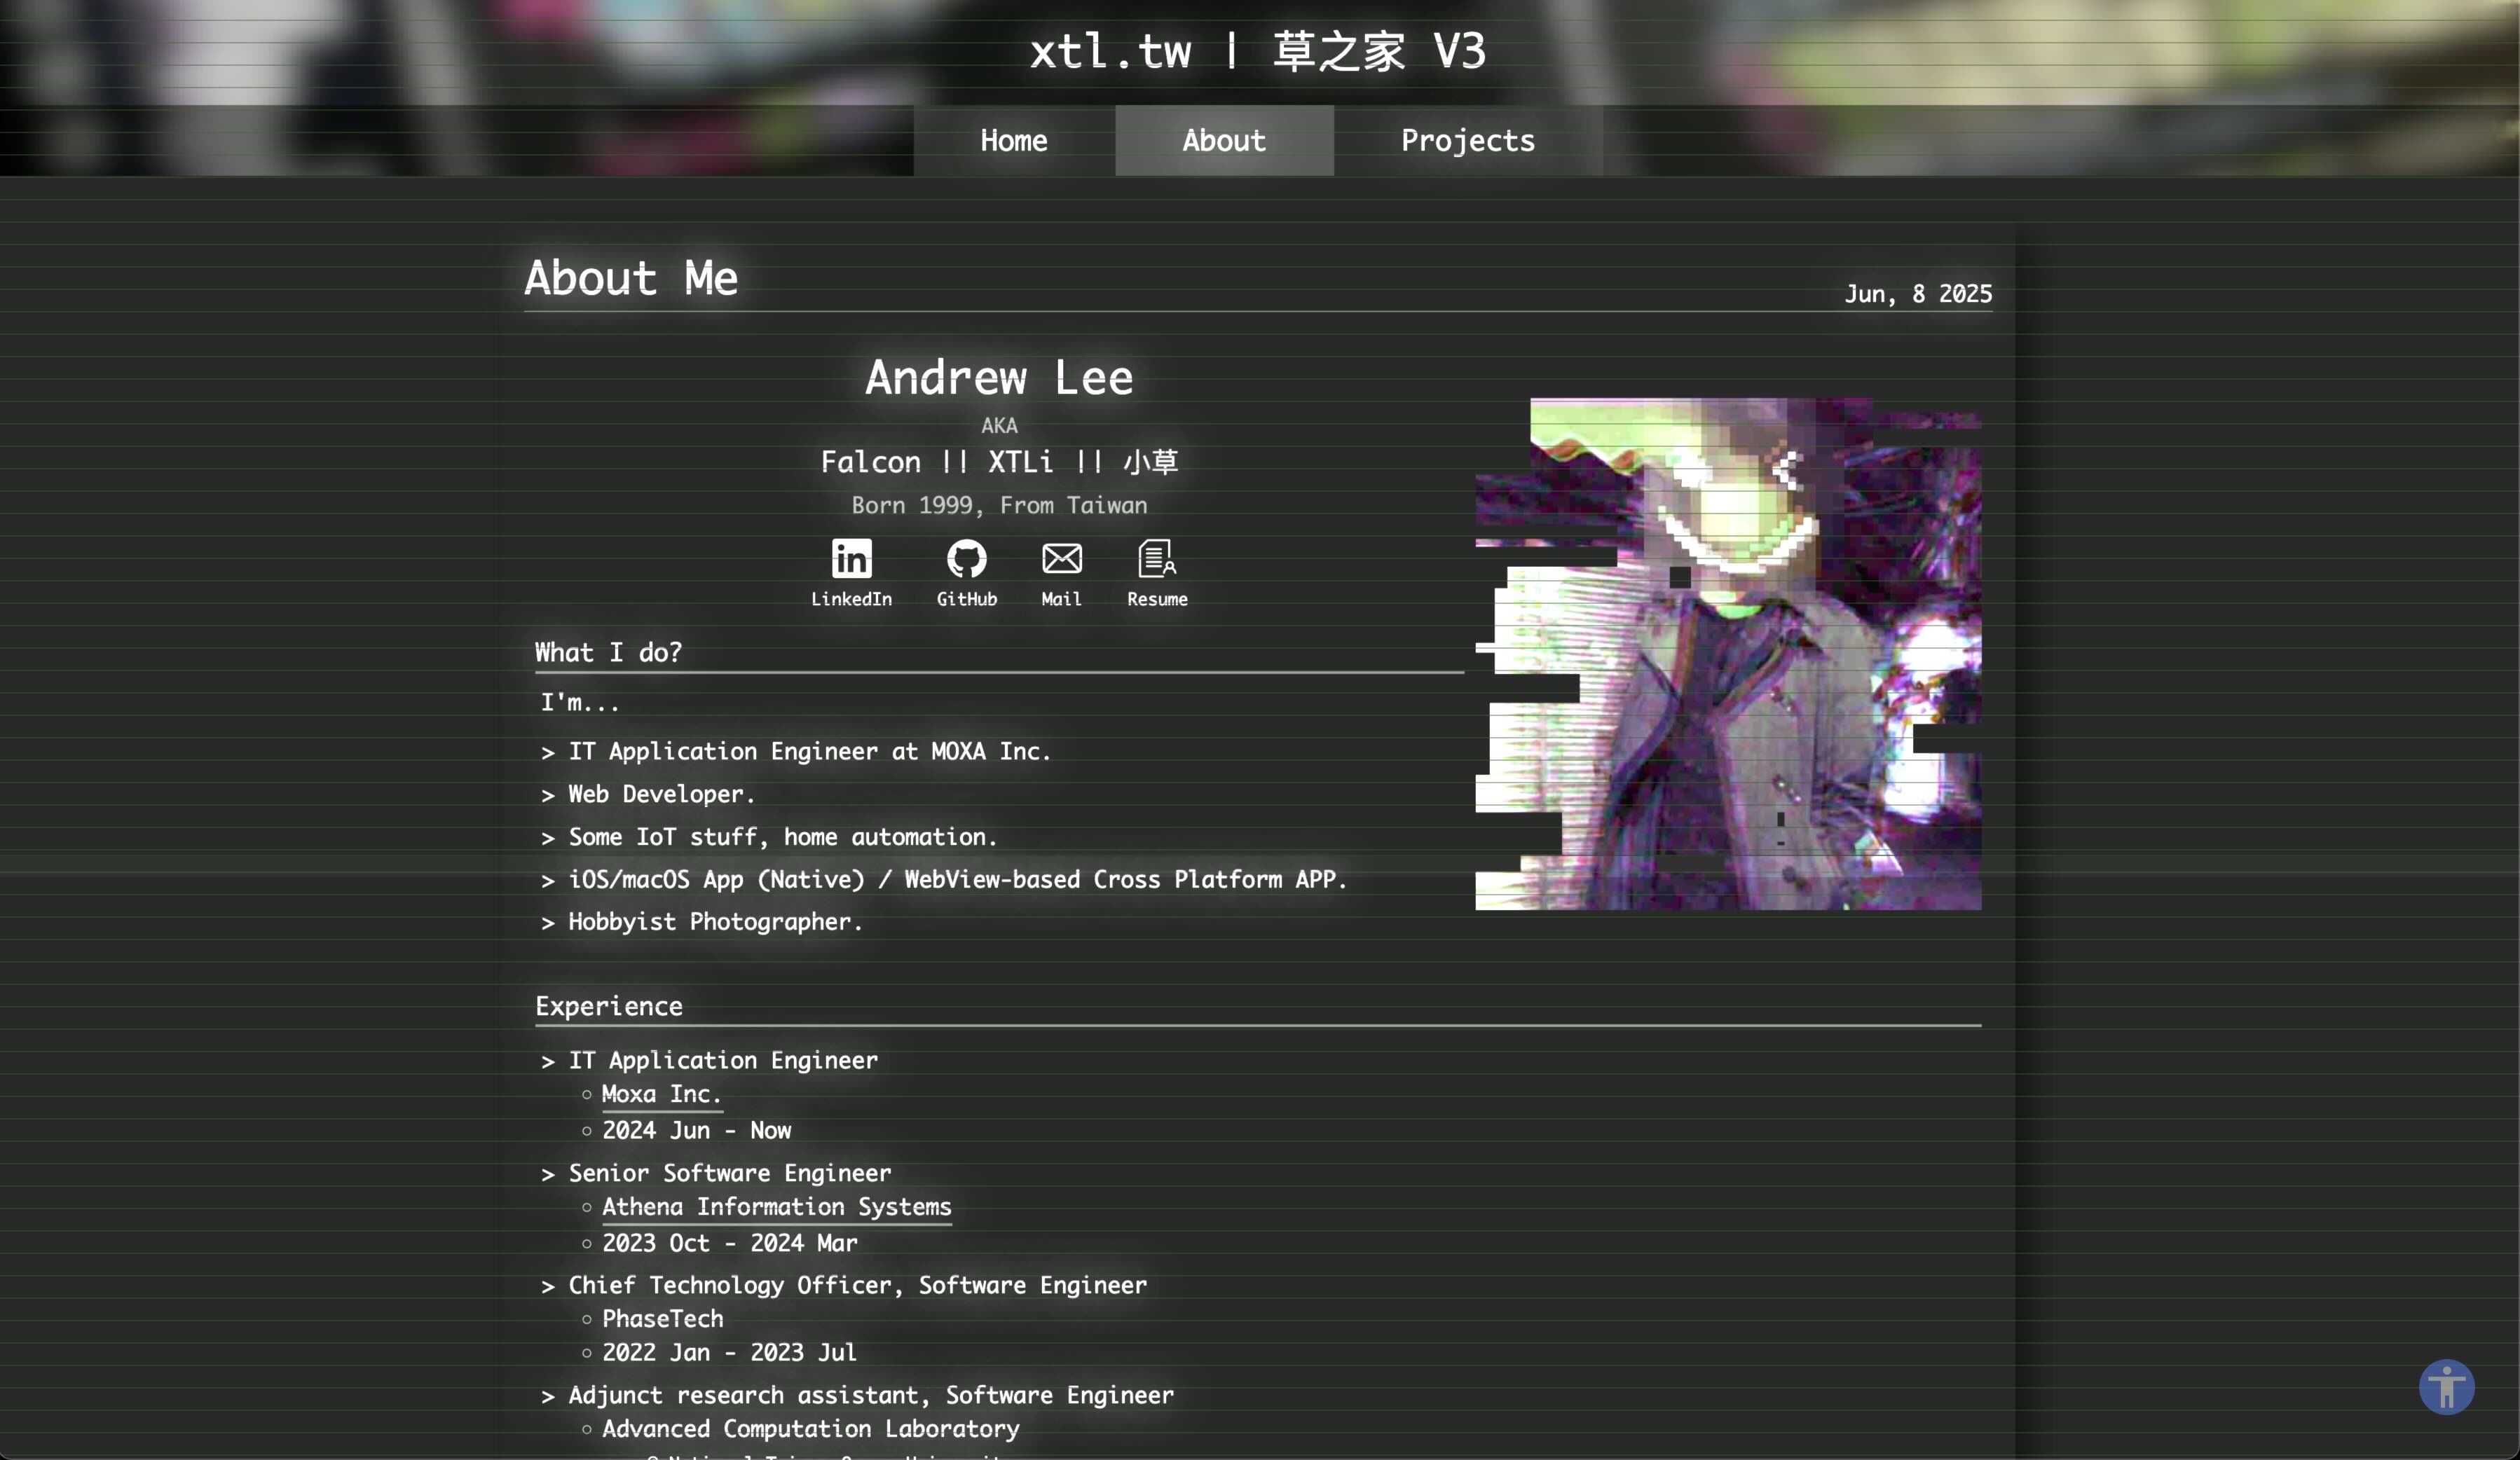 xtl.tw | 草之家 V3
Home About Projects
About Me
Jun, 8 2025
Andrew Lee
AKA
Falcon || XTLi || 小草
Born 1999, From Taiwan
LinkedIn GitHub Mail Resume
What I do?
I'm...
> IT Application Engineer at MOXA Inc.
> Web Developer.
> Some IoT stuff, home automation.
> iOS/macOS App (Native) / WebView-based Cross Platform APP.
> Hobbyist Photographer.
Experience
> IT Application Engineer
Moxa Inc.
2024 Jun - Now
> Senior Software Engineer
Athena Information Systems
2023 Oct - 2024 Mar
> Chief Technology Officer, Software Engineer
PhaseTech
2022 Jan - 2023 Jul
> Adjunct research assistant, Software Engineer
Advanced Computation Laboratory